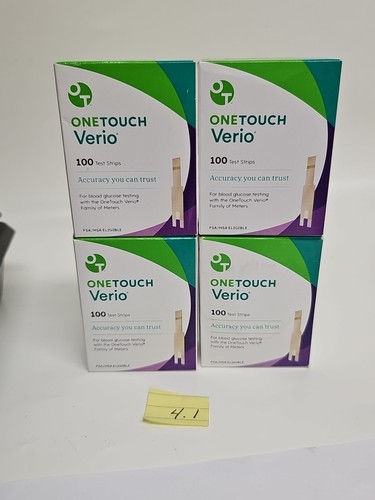 OT
ONETOUCH
Verio®
100 Test Strips
Accuracy you can trust
For blood glucose testing
with the OneTouch Verio®
Family of Meters
FSA/HSA ELIGIBLE
OT
ONETOUCH
Verio®
100 Test Strips
Accuracy you can trust
For blood glucose testing
with the OneTouch Verio®
Family of Meters
FSA/HSA ELIGIBLE
OT
ONETOUCH
Verio®
100 Test Strips
Accuracy you can trust
For blood glucose testing
with the OneTouch Verio®
Family of Meters
FSA/HSA ELIGIBLE
OT
ONETOUCH
Verio®
100 Test Strips
Accuracy you can trust
For blood glucose testing
with the OneTouch Verio®
Family of Meters
FSA/HSA ELIGIBLE
4.1